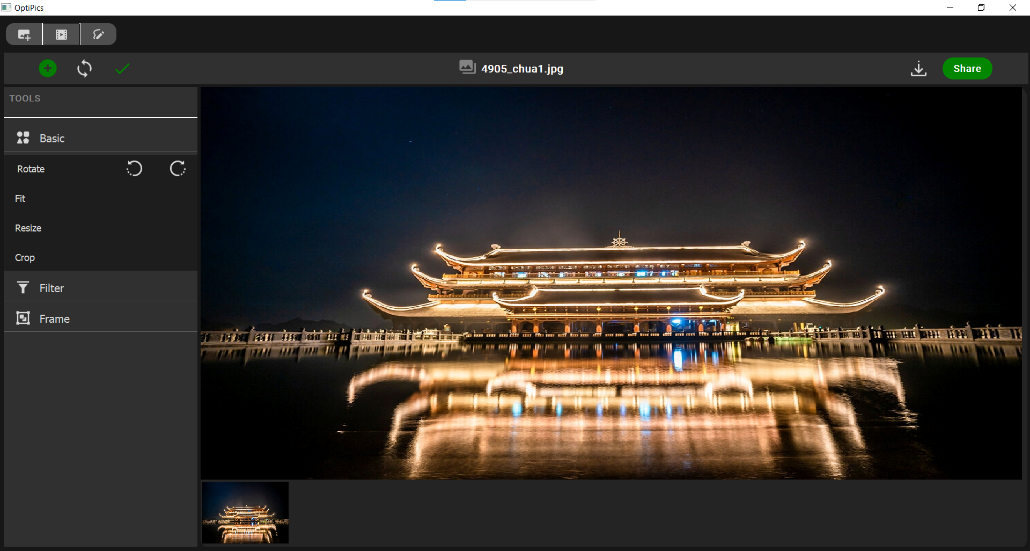 OptiPics
4905_chua1.jpg
Share
TOOLS
Basic
Rotate
Fit
Resize
Crop
Filter
Frame